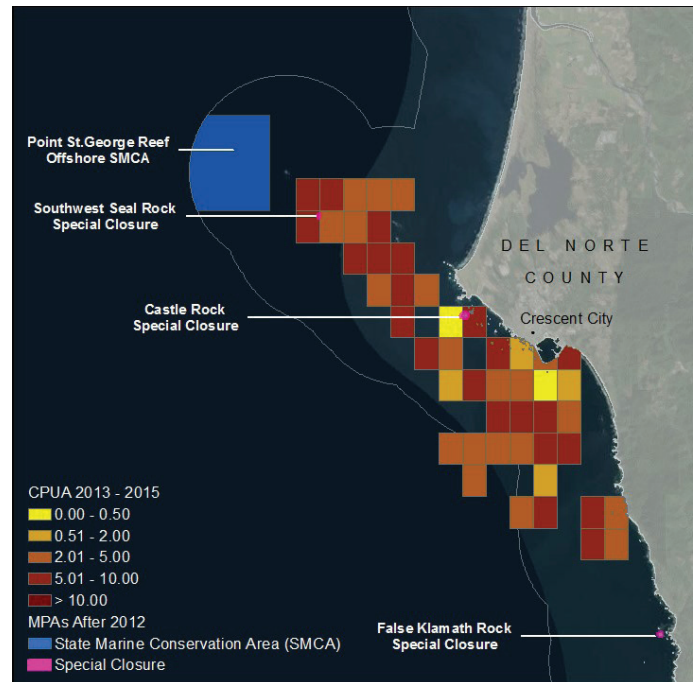 Point St.George Reef
Offshore SMCA
Southwest Seal Rock
Special Closure
DEL NORTE
COUNTY
Castle Rock
Special Closure
Crescent City
CPUA 2013 - 2015
0.00 - 0.50
0.51 - 2.00
2.01 - 5.00
5.01 - 10.00
> 10.00
MPAs After 2012
State Marine Conservation Area (SMCA)
Special Closure
False Klamath Rock
Special Closure